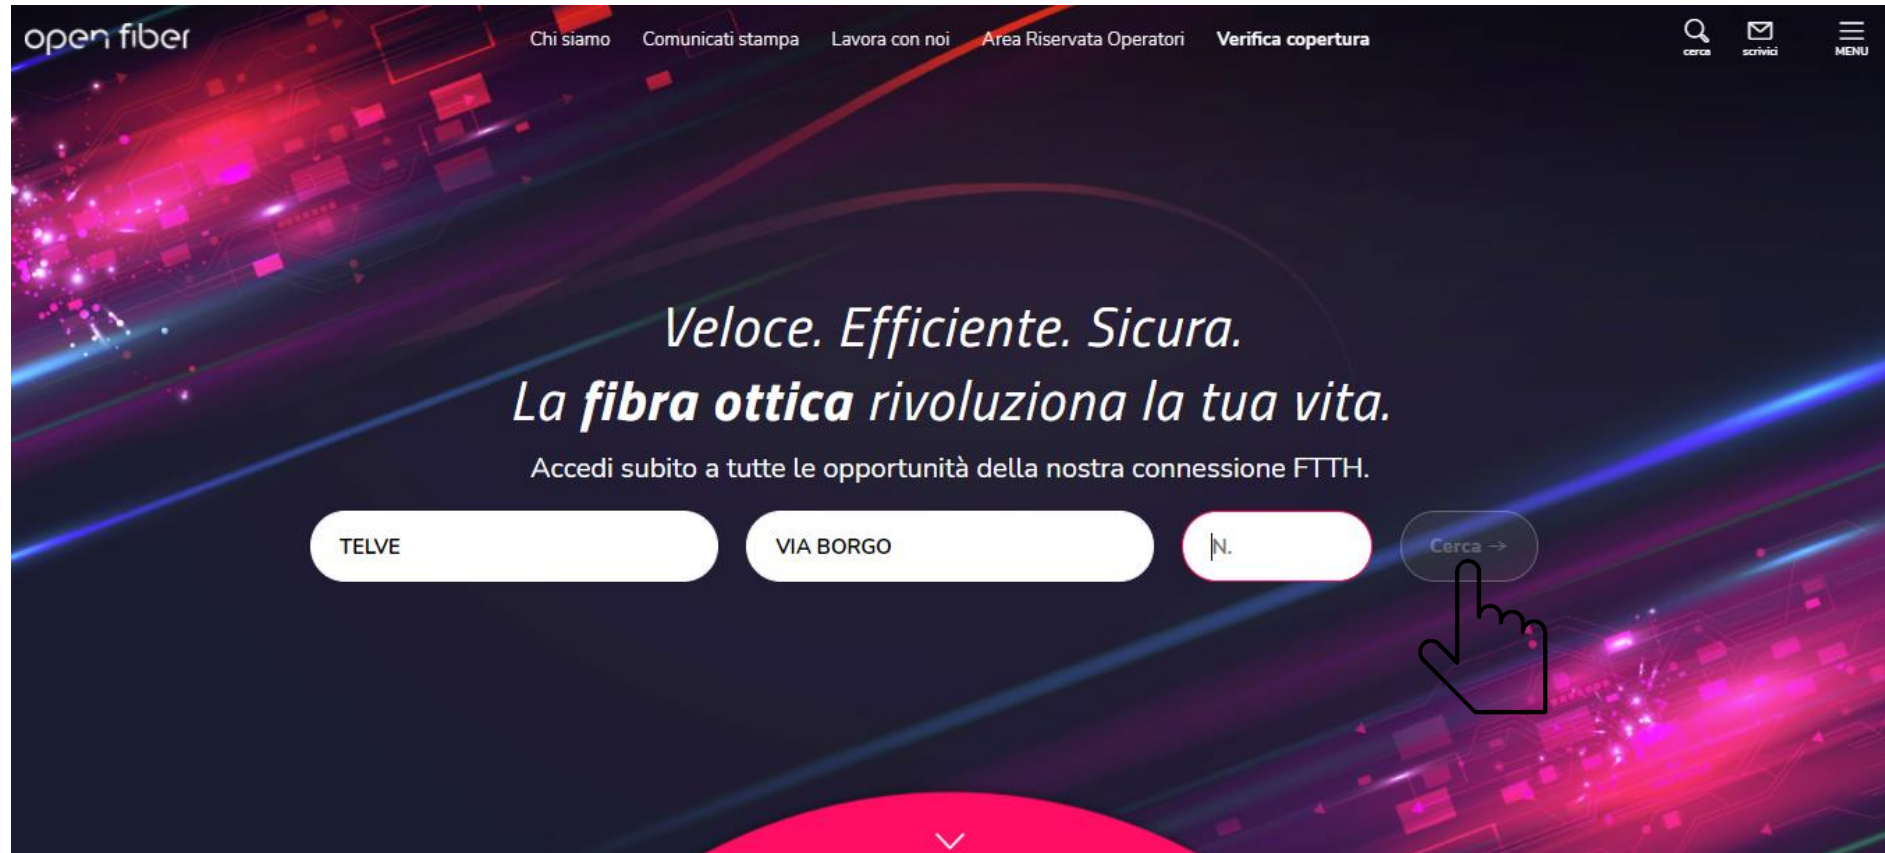 open fiber
Chi siamo Comunicati stampa Lavora con noi Area Riservata Operatori Verifica copertura
cerca scrivici MENU
Veloce. Efficiente. Sicura.
La fibra ottica rivoluziona la tua vita.
Accedi subito a tutte le opportunità della nostra connessione FTTH.
TELVE VIA BORGO N. Cerca →